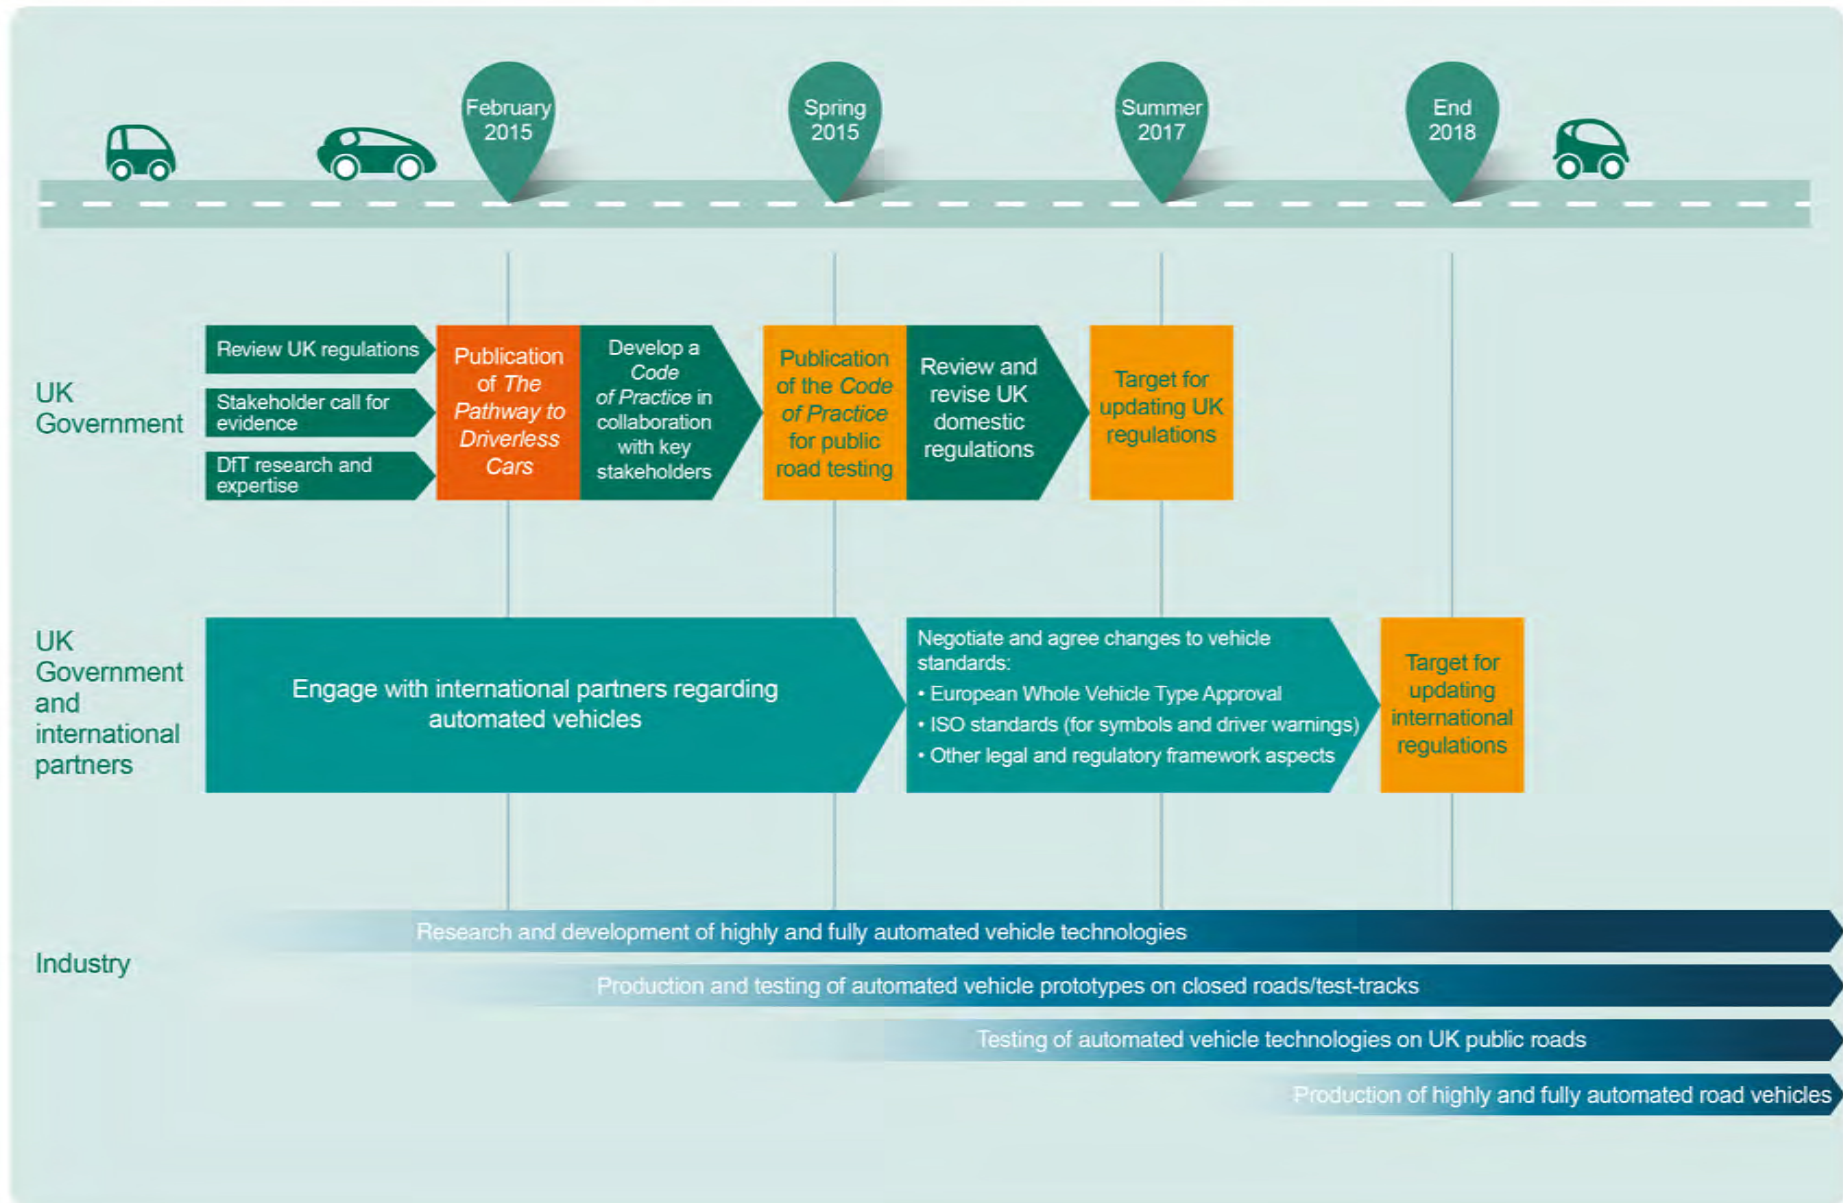 February
2015
Spring
2015
Summer
2017
End
2018
UK
Government
Review UK regulations
Stakeholder call for
evidence
DfT research and
expertise
Publication
of The
Pathway to
Driverless
Cars
Develop a
Code
of Practice in
collaboration
with key
stakeholders
Publication
of the Code
of Practice
for public
road testing
Review and
revise UK
domestic
regulations
Target for
updating UK
regulations
UK
Government
and
international
partners
Engage with international partners regarding
automated vehicles
Negotiate and agree changes to vehicle
standards:
• European Whole Vehicle Type Approval
• ISO standards (for symbols and driver warnings)
• Other legal and regulatory framework aspects
Target for
updating
international
regulations
Industry
Research and development of highly and fully automated vehicle technologies
Production and testing of automated vehicle prototypes on closed roads/test-tracks
Testing of automated vehicle technologies on UK public roads
Production of highly and fully automated road vehicles